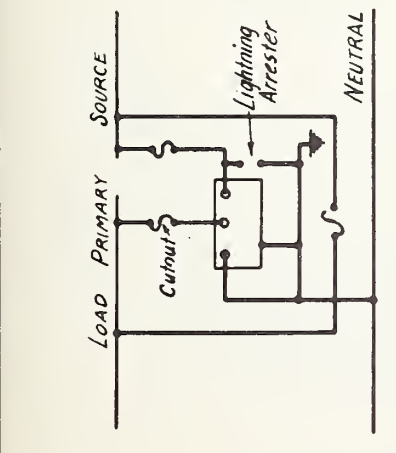 LOAD PRIMARY SOURCE
Cutout
Lightning
Arrester
NEUTRAL